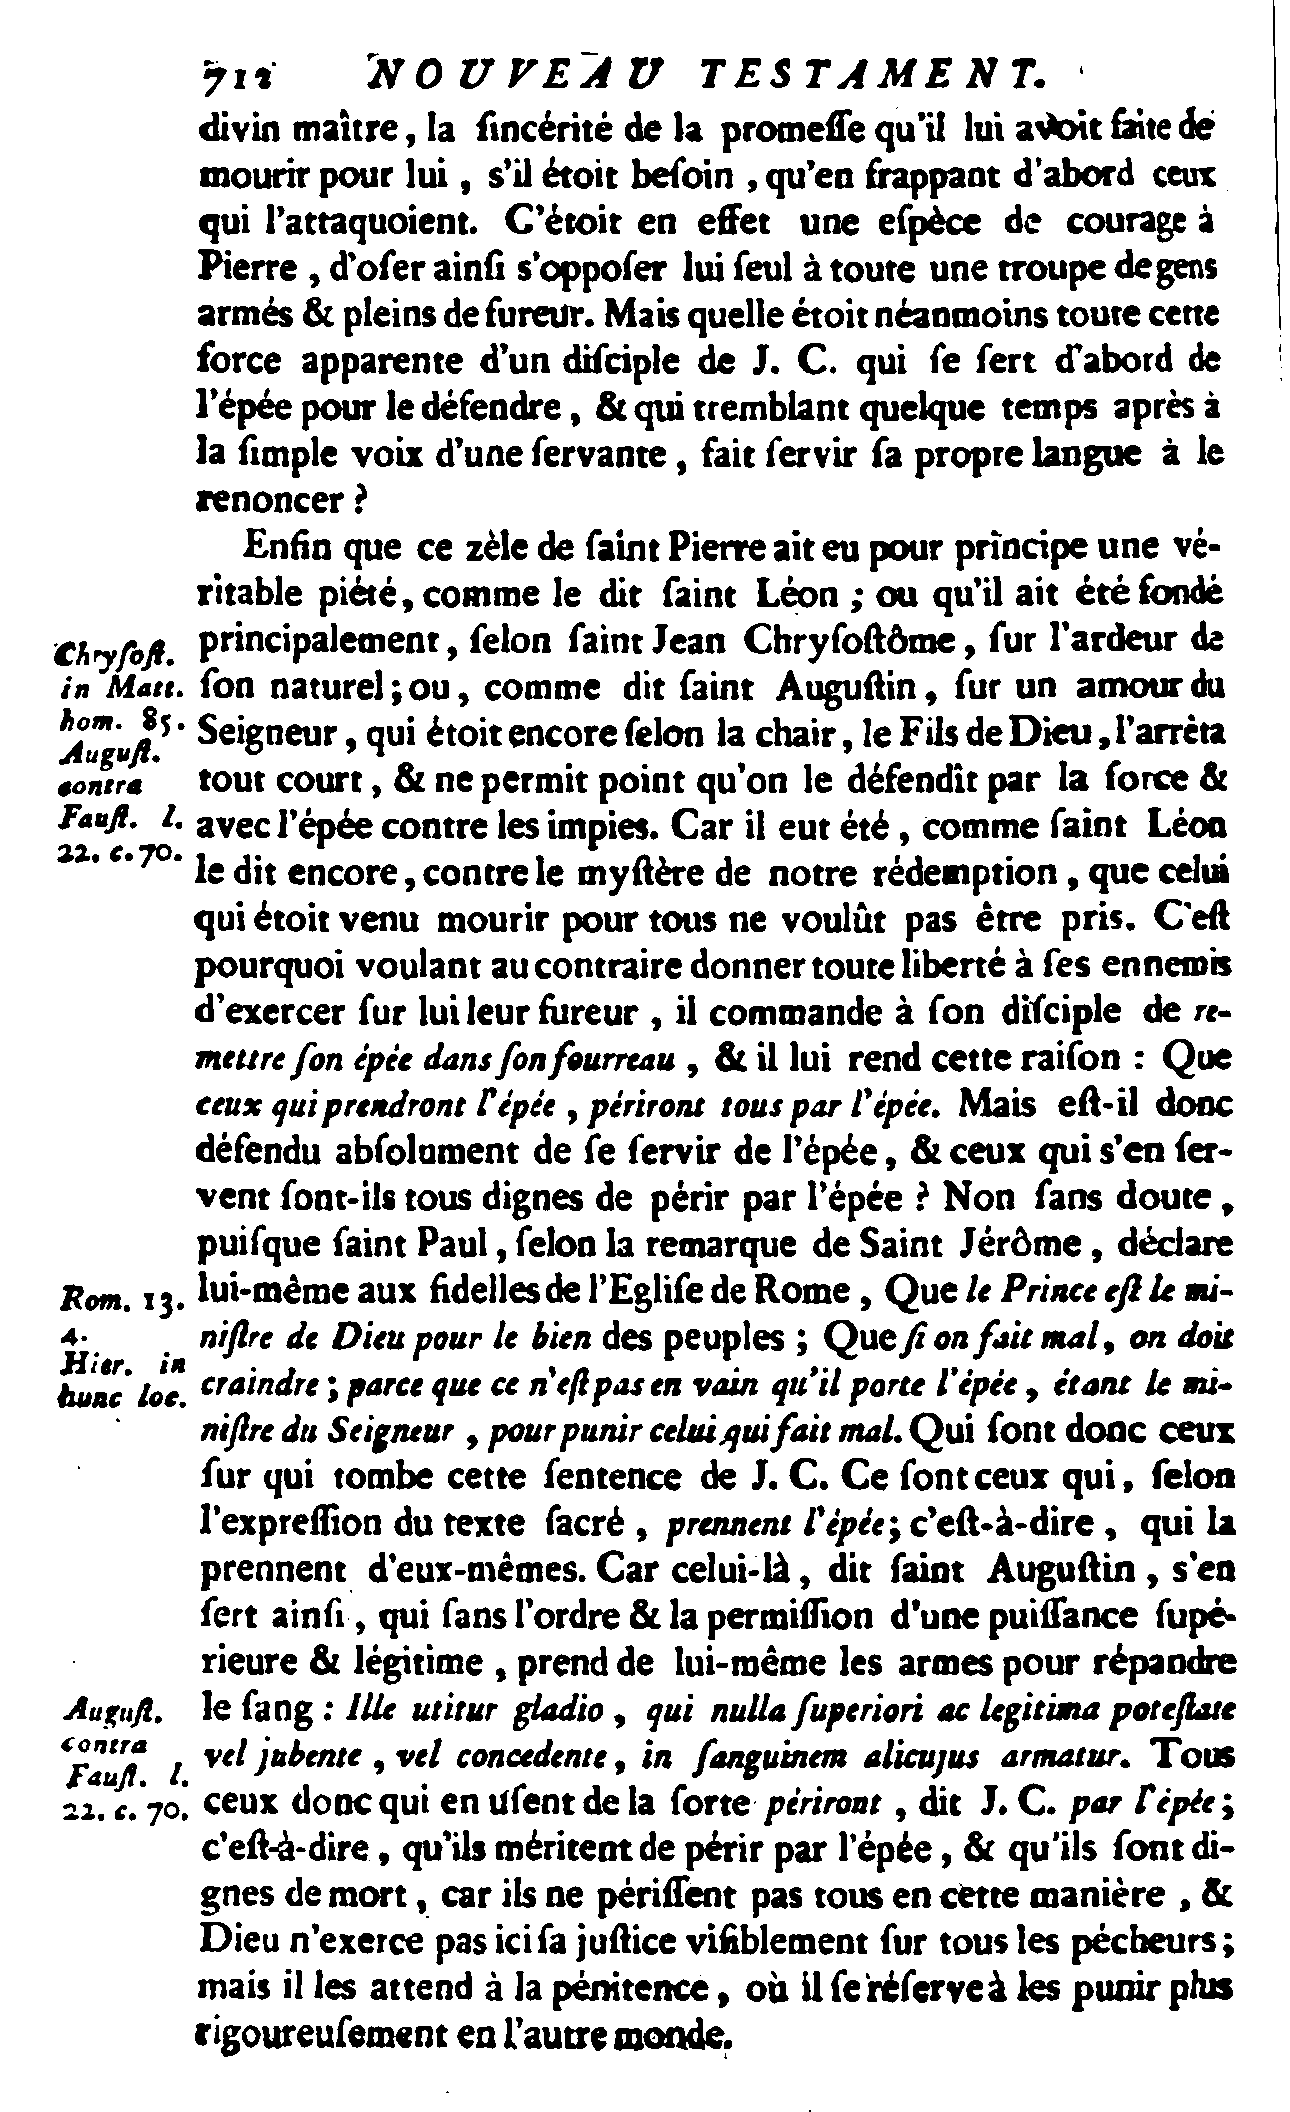 712 NOUVEAU TESTAMENT.
divin maître, la ſincérité de la promeſſe qu'il lui avoit faite de
mourir pour lui, s'il étoit beſoin, qu'en frappant d'abord ceux
qui l'attaquoient. C'étoit en effet une eſpèce de courage à
Pierre, d'oſer ainſi s'oppoſer lui ſeul à toute une troupe de gens
armés & pleins de fureur. Mais quelle étoit néanmoins toute cette
force apparente d'un diſciple de J. C. qui ſe ſert d'abord de
l'épée pour le défendre, & qui tremblant quelque temps après à
la ſimple voix d'une ſervante, fait ſervir ſa propre langue à le
renoncer?
Enfin que ce zèle de ſaint Pierre ait eu pour principe une vé-
ritable piété, comme le dit ſaint Léon; ou qu'il ait été fondé
principalement, ſelon ſaint Jean Chryſoſtôme, ſur l'ardeur de
ſon naturel; ou, comme dit ſaint Auguſtin, ſur un amour du
Seigneur, qui étoit encore ſelon la chair, le Fils de Dieu, l'arrêta
tout court, & ne permit point qu'on le défendît par la force &
avec l'épée contre les impies. Car il eut été, comme ſaint Léon
le dit encore, contre le myſtère de notre rédemption, que celui
qui étoit venu mourir pour tous ne voulût pas être pris. C'eſt
pourquoi voulant au contraire donner toute liberté à ſes ennemis
d'exercer ſur lui leur fureur, il commande à ſon diſciple de re-
mettre ſon épée dans ſon fourreau, & il lui rend cette raiſon : Que
ceux qui prendront l'épée, périront tous par l'épée. Mais eſt-il donc
défendu abſolument de ſe ſervir de l'épée, & ceux qui s'en ſer-
vent ſont-ils tous dignes de périr par l'épée ? Non ſans doute,
puiſque ſaint Paul, ſelon la remarque de Saint Jérôme, déclare
lui-même aux fidelles de l'Egliſe de Rome, Que le Prince eſt le mi-
niſtre de Dieu pour le bien des peuples; Que ſi on fait mal, on doit
craindre; parce que ce n'eſt pas en vain qu'il porte l'épée, étant le mi-
niſtre du Seigneur, pour punir celui qui fait mal. Qui ſont donc ceux
ſur qui tombe cette ſentence de J. C. Ce ſont ceux qui, ſelon
l'expreſſion du texte ſacré, prennent l'épée; c'eſt-à-dire, qui la
prennent d'eux-mêmes. Car celui-là, dit ſaint Auguſtin, s'en
ſert ainſi, qui ſans l'ordre & la permiſſion d'une puiſſance ſupé-
rieure & légitime, prend de lui-même les armes pour répandre
le ſang : Ille utitur gladio, qui nulla ſuperiori ac legitima poteſtate
vel jubente, vel concedente, in ſanguinem alicujus armatur. Tous
ceux donc qui en uſent de la ſorte périront, dit J. C. par l'épée;
c'eſt-à-dire, qu'ils méritent de périr par l'épée, & qu'ils ſont di-
gnes de mort, car ils ne périſſent pas tous en cette manière, &
Dieu n'exerce pas ici ſa juſtice viſiblement ſur tous les pécheurs;
mais il les attend à la pénitence, où il ſe réſerve à les punir plus
rigoureuſement en l'autre monde.
Chryſoſt.
in Matt.
hom. 85.
Auguſt.
contra
Fauſt. l.
22. c. 70.
Rom. 13.
4.
Hier. in
hunc loc.
Auguſt.
contra
Fauſt. l.
22. c. 70.